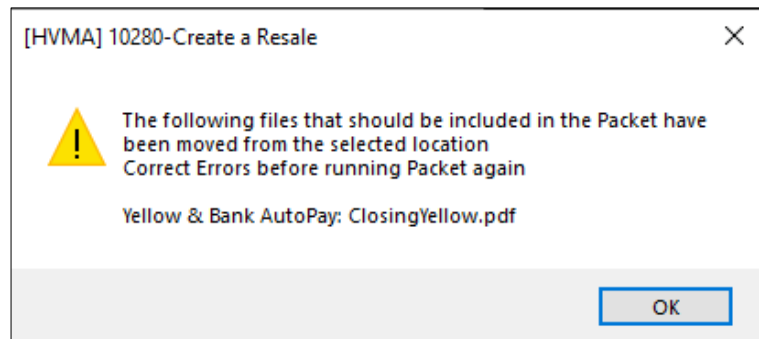 [HVMA] 10280-Create a Resale
The following files that should be included in the Packet have
been moved from the selected location
Correct Errors before running Packet again
Yellow & Bank AutoPay: ClosingYellow.pdf
OK